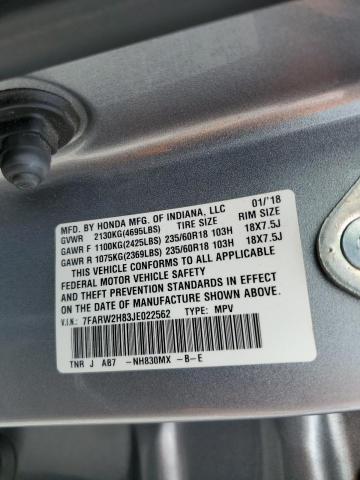 MFD. BY HONDA MFG. OF INDIANA, LLC 01/'18
GVWR 2130KG(4695LBS) TIRE SIZE RIM SIZE
GAWR F 1100KG(2425LBS) 235/60R18 103H 18X7.5J
GAWR R 1075KG(2369LBS) 235/60R18 103H 18X7.5J
THIS VEHICLE CONFORMS TO ALL APPLICABLE
FEDERAL MOTOR VEHICLE SAFETY
AND THEFT PREVENTION STANDARDS IN EFFECT
ON THE DATE OF MANUFACTURE SHOWN
ABOVE.
V.I.N: 7FARW2H83JE022562 TYPE: MPV
TNR J A07 -NH830MX -B-E